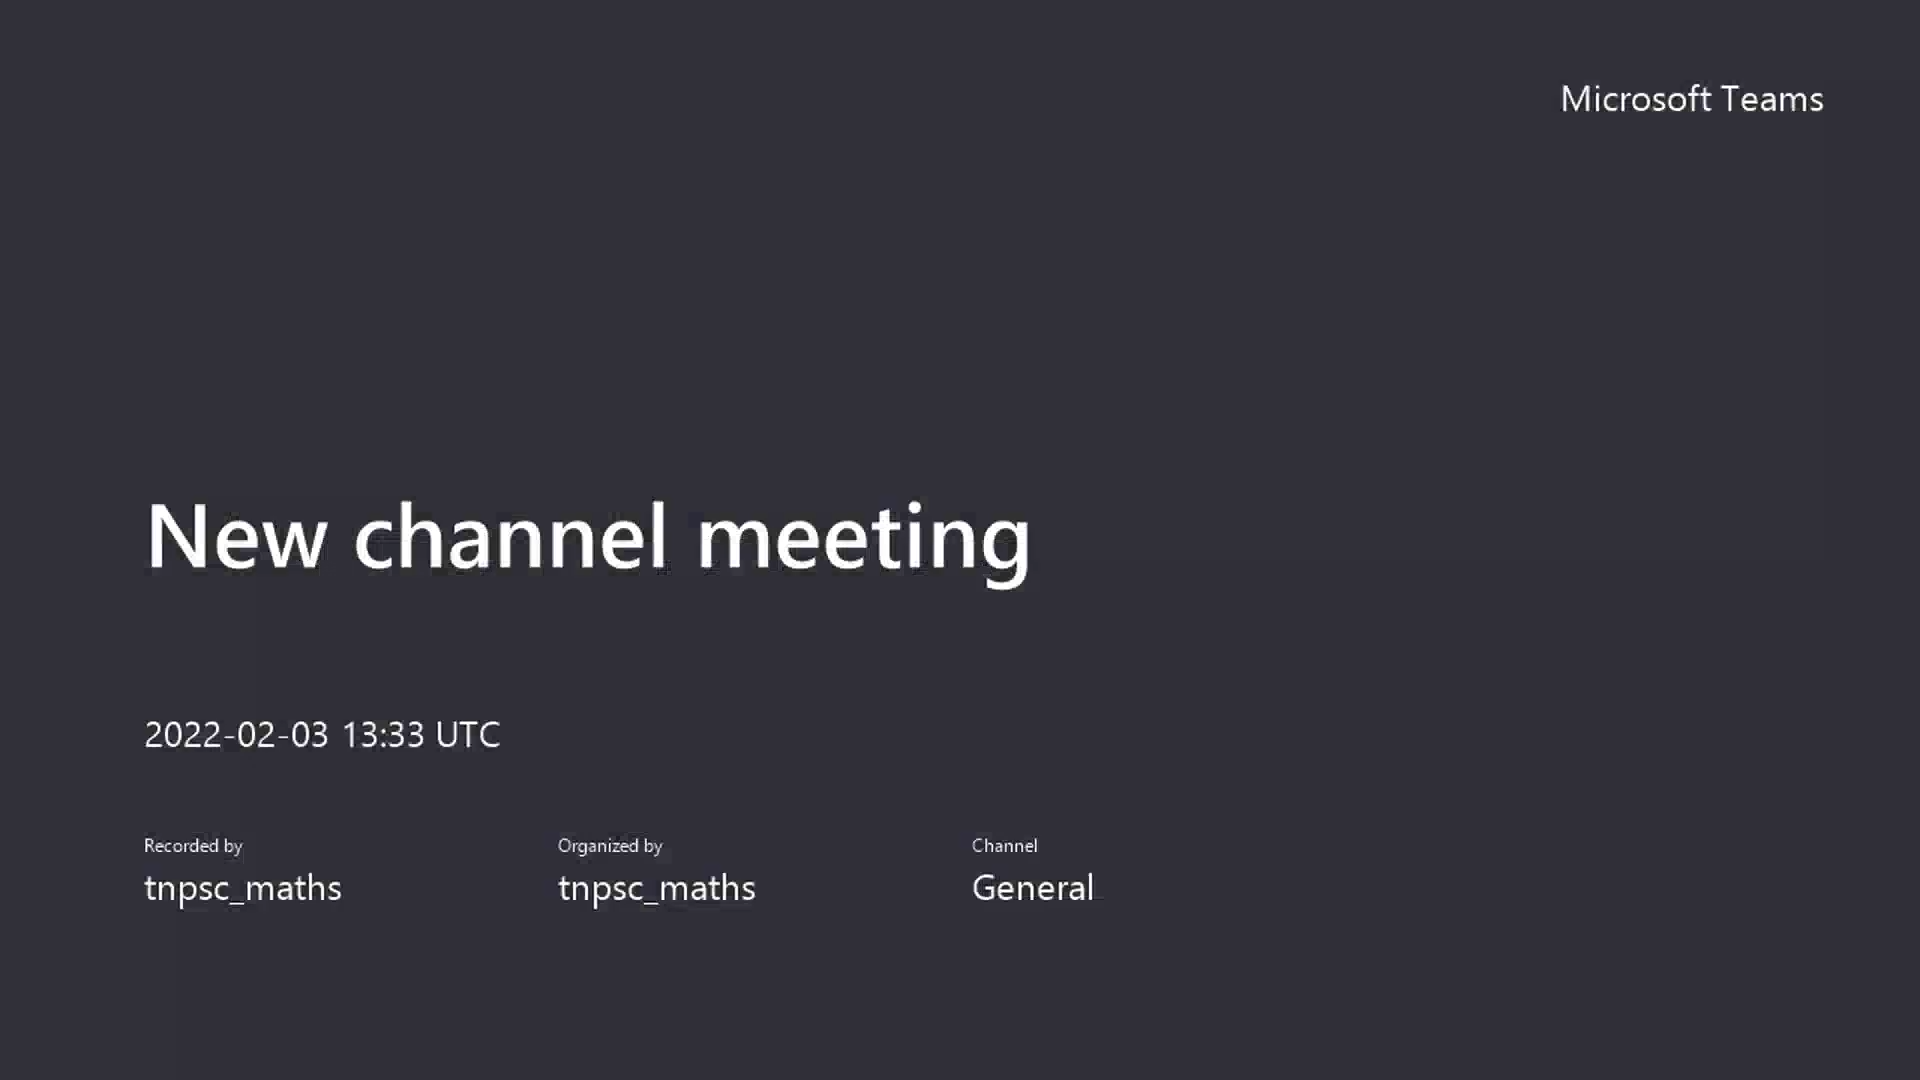 Microsoft Teams
New channel meeting
2022-02-03 13:33 UTC
Recorded by
tnpsc_maths
Organized by
tnpsc_maths
Channel
General